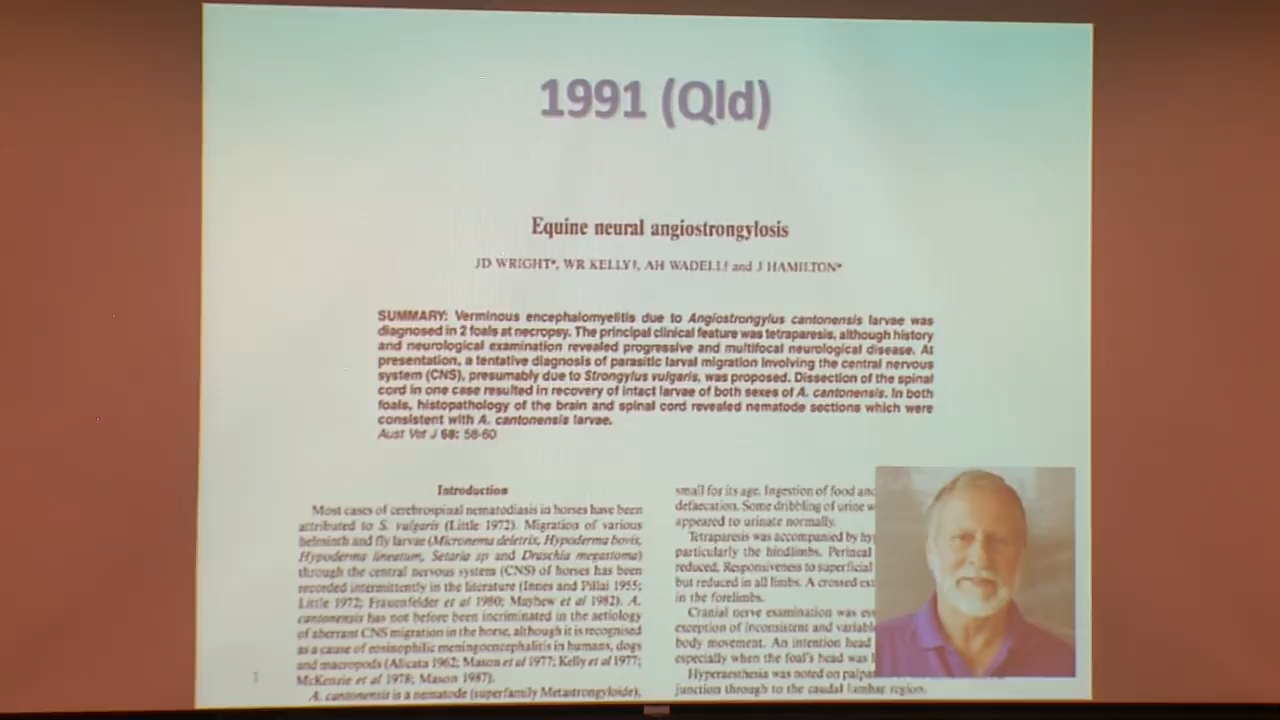 1991 (Qld)
Equine neural angiostrongylosis
JD WRIGHT*, WR KELLY†, AH WADELL‡ and J HAMILTON*
SUMMARY: Verminous encephalomyelitis due to Angiostrongylus cantonensis larvae was
diagnosed in 2 foals at necropsy. The principal clinical feature was tetraparesis, although history
and neurological examination revealed progressive and multifocal neurological disease. At
presentation, a tentative diagnosis of parasitic larval migration involving the central nervous
system (CNS), presumably due to Strongylus vulgaris, was proposed. Dissection of the spinal
cord in one case resulted in recovery of intact larvae of both sexes of A. cantonensis. In both
foals, histopathology of the brain and spinal cord revealed nematode sections which were
consistent with A. cantonensis larvae.
Aust Vet J 68: 58-60
Introduction
Most cases of cerebrospinal nematodiasis in horses have been
attributed to S. vulgaris (Little 1972). Migration of various
helminth and fly larvae (Micronema deletrix, Hypoderma bovis,
Hypoderma lineatum, Setaria sp and Draschia megastoma)
through the central nervous system (CNS) of horses has been
recorded intermittently in the literature (Innes and Pillai 1955;
Little 1972; Frauenfelder et al 1980; Mayhew et al 1982). A.
cantonensis has not before been incriminated in the aetiology
of aberrant CNS migration in the horse, although it is recognised
as a cause of eosinophilic meningoencephalitis in humans, dogs
and macropods (Alicata 1962; Mason et al 1977; Kelly et al 1977;
McKenzie et al 1978; Mason 1987).
A. cantonensis is a nematode (superfamily Metastrongyloide),
small for its age. Ingestion of food and
defaecation. Some dribbling of urine w
appeared to urinate normally.
Tetraparesis was accompanied by hy
particularly the hindlimbs. Perineal
reduced. Responsiveness to superficial
but reduced in all limbs. A crossed ext
in the forelimbs.
Cranial nerve examination was
exception of inconsistent and variable
body movement. An intention head
especially when the foal's head was
Hyperaesthesia was noted on palpa
junction through to the caudal lumbar region.